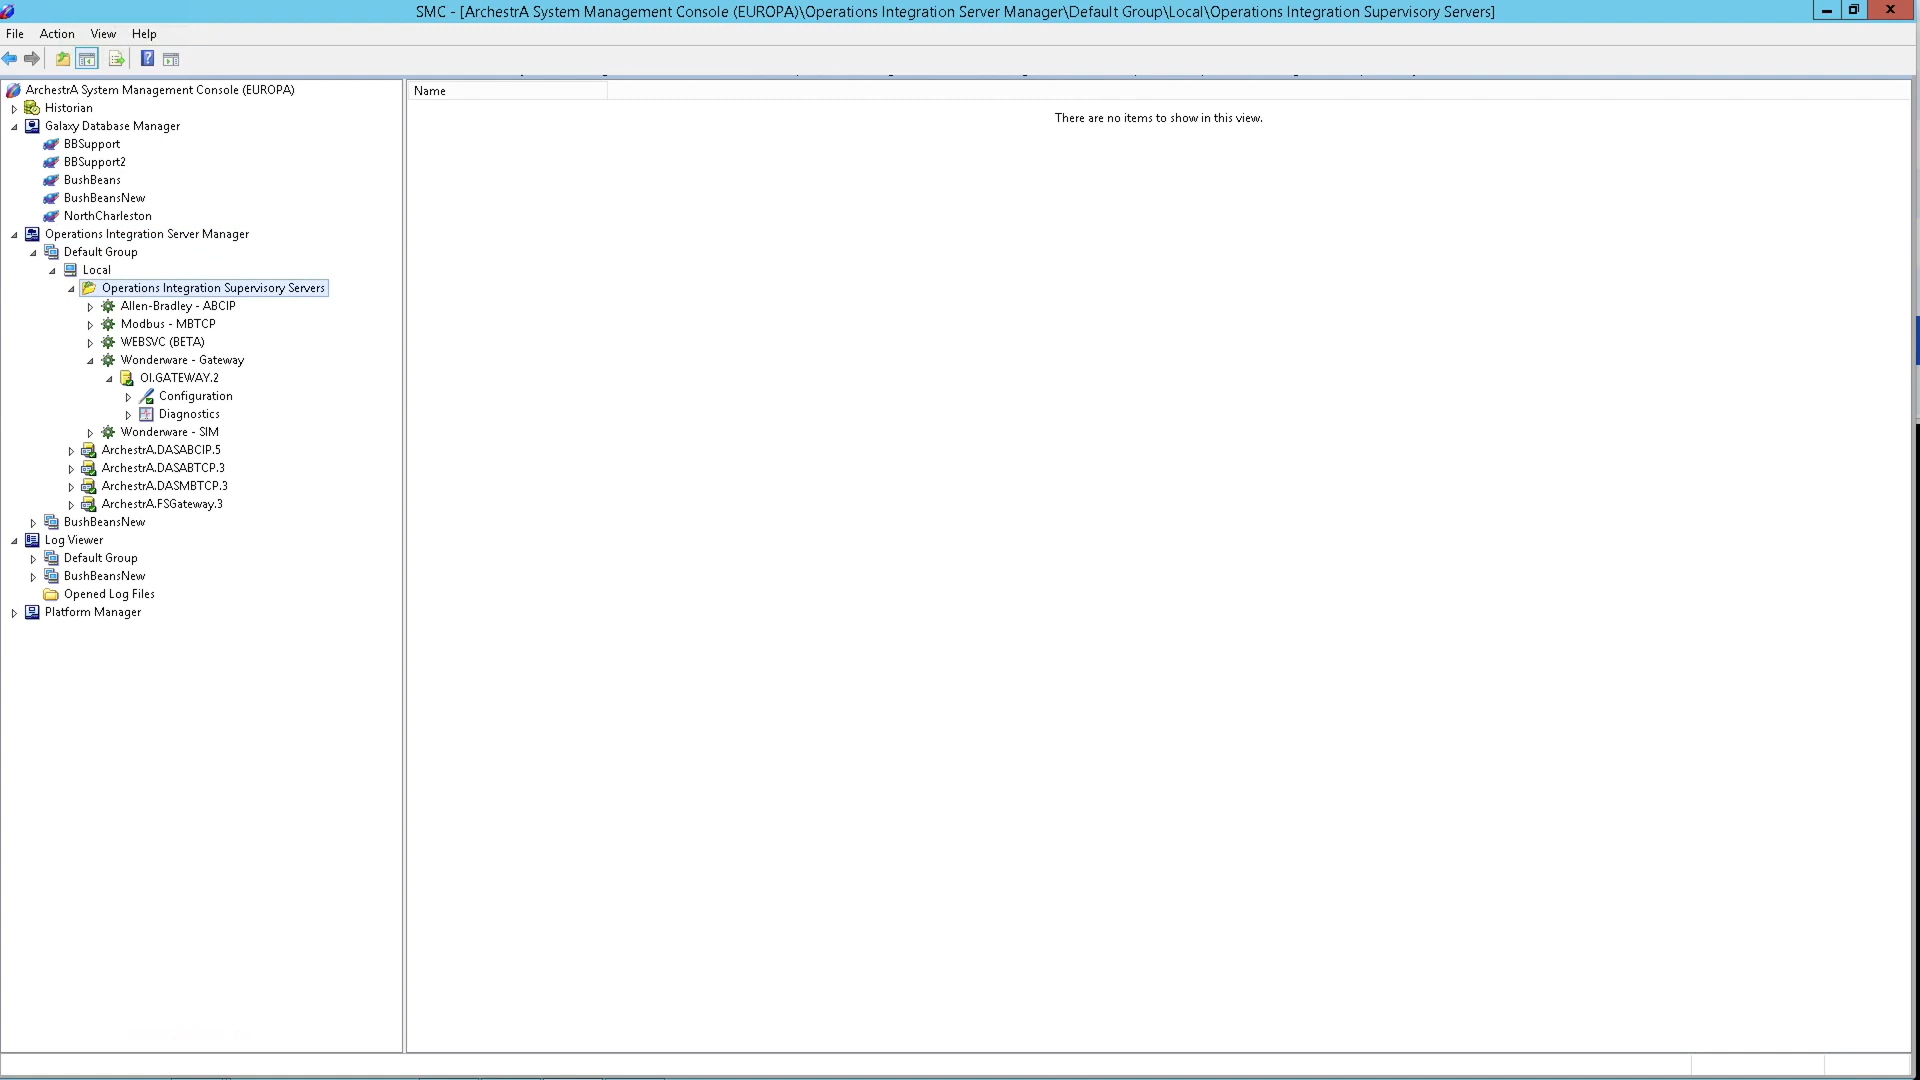 SMC - [ArchestrA System Management Console (EUROPA)\Operations Integration Server Manager\Default Group\Local\Operations Integration Supervisory Servers]
File Action View Help
ArchestrA System Management Console (EUROPA)
Name
Historian
There are no items to show in this view.
Galaxy Database Manager
BBSupport
BBSupport2
BushBeans
BushBeansNew
NorthCharleston
Operations Integration Server Manager
Default Group
Local
Operations Integration Supervisory Servers
Allen-Bradley - ABCIP
Modbus - MBTCP
WEBSVC (BETA)
Wonderware - Gateway
OI.GATEWAY.2
Configuration
Diagnostics
Wonderware - SIM
ArchestrA.DASABCIP.5
ArchestrA.DASABTCP.3
ArchestrA.DASMBTCP.3
ArchestrA.FSGateway.3
BushBeansNew
Log Viewer
Default Group
BushBeansNew
Opened Log Files
Platform Manager